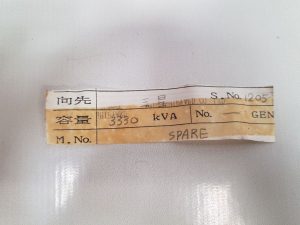 向先 S.No. 1205
容量 3330 kVA No. — GEN
M.No. SPARE